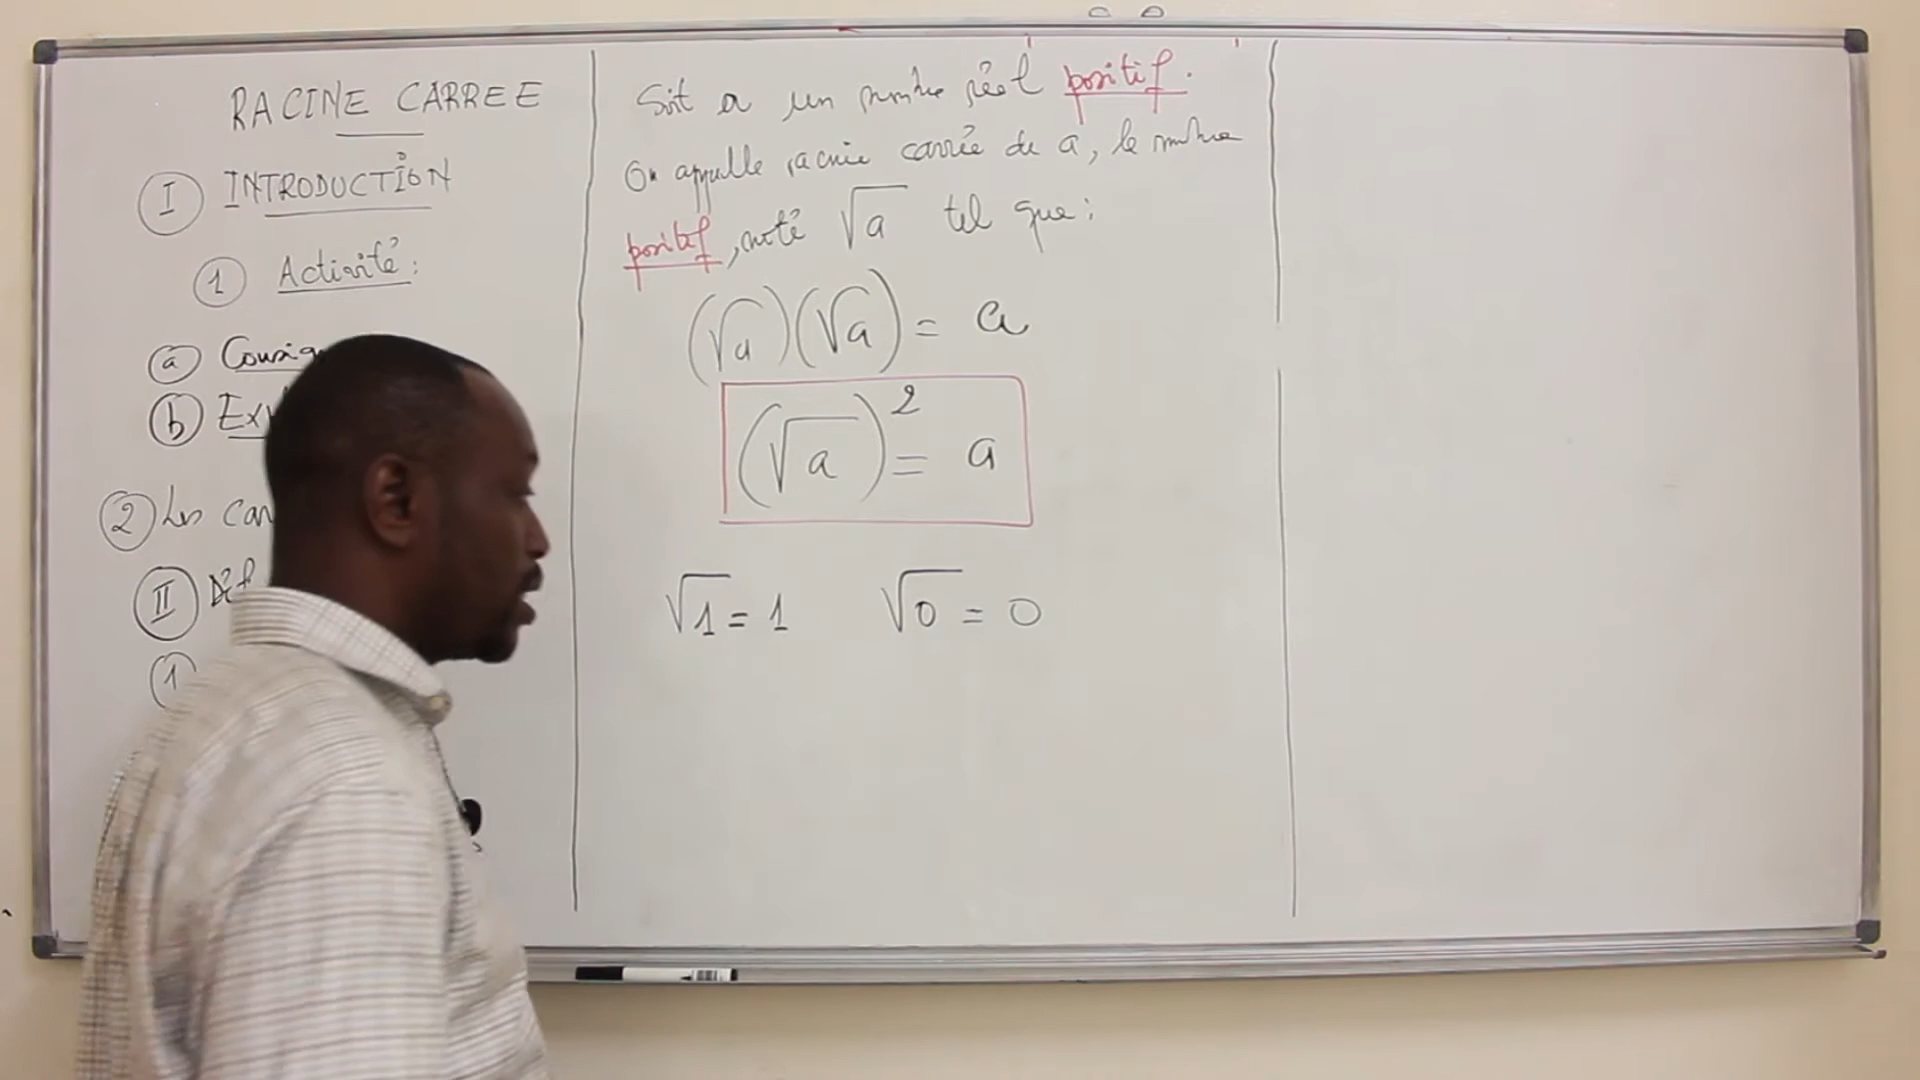 RACINE CARREE
I INTRODUCTION
1 Activité :
a Consig
b Ex
2 Les car
II Déf
1
Soit a un nombre réel positif.
On appelle racine carrée de a, le nombre
positif, noté √a tel que :
(√a)(√a) = a
(√a)² = a
√1 = 1 √0 = 0